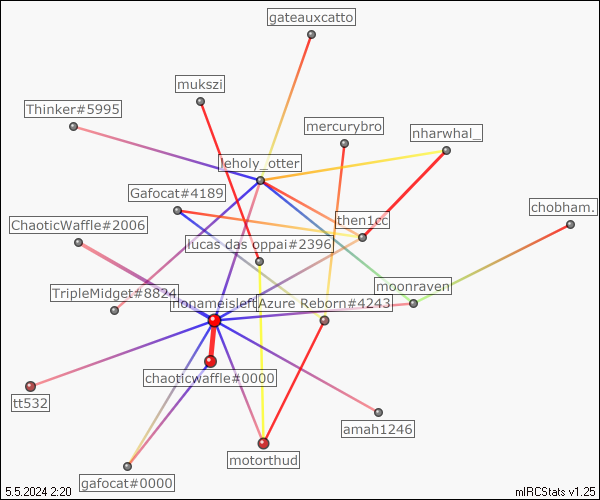 gateauxcatto
mukszi
Thinker#5995
mercurybro
nharwhal_
leholy_otter
Gafocat#4189
chobham.
ChaoticWaffle#2006
then1cc
lucas das oppai#2396
moonraven
TripleMidget#8824
nonameisleft
Azure Reborn#4243
chaoticwaffle#0000
tt532
amah1246
motorthud
gafocat#0000
5.5.2024 2:20
mIRCStats v1.25